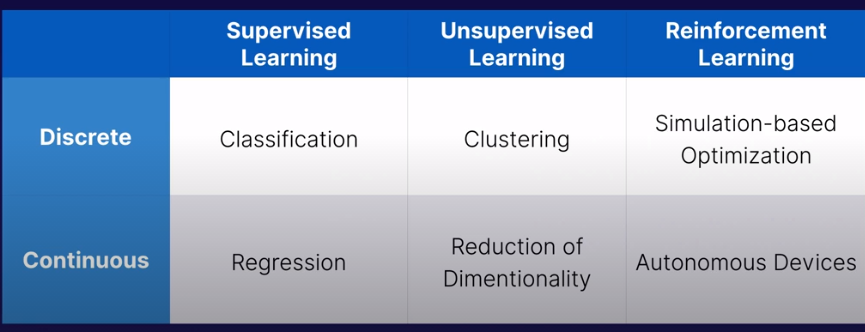 Supervised
Learning
Unsupervised
Learning
Reinforcement
Learning
Discrete
Classification
Clustering
Simulation-based
Optimization
Continuous
Regression
Reduction of
Dimentionality
Autonomous Devices